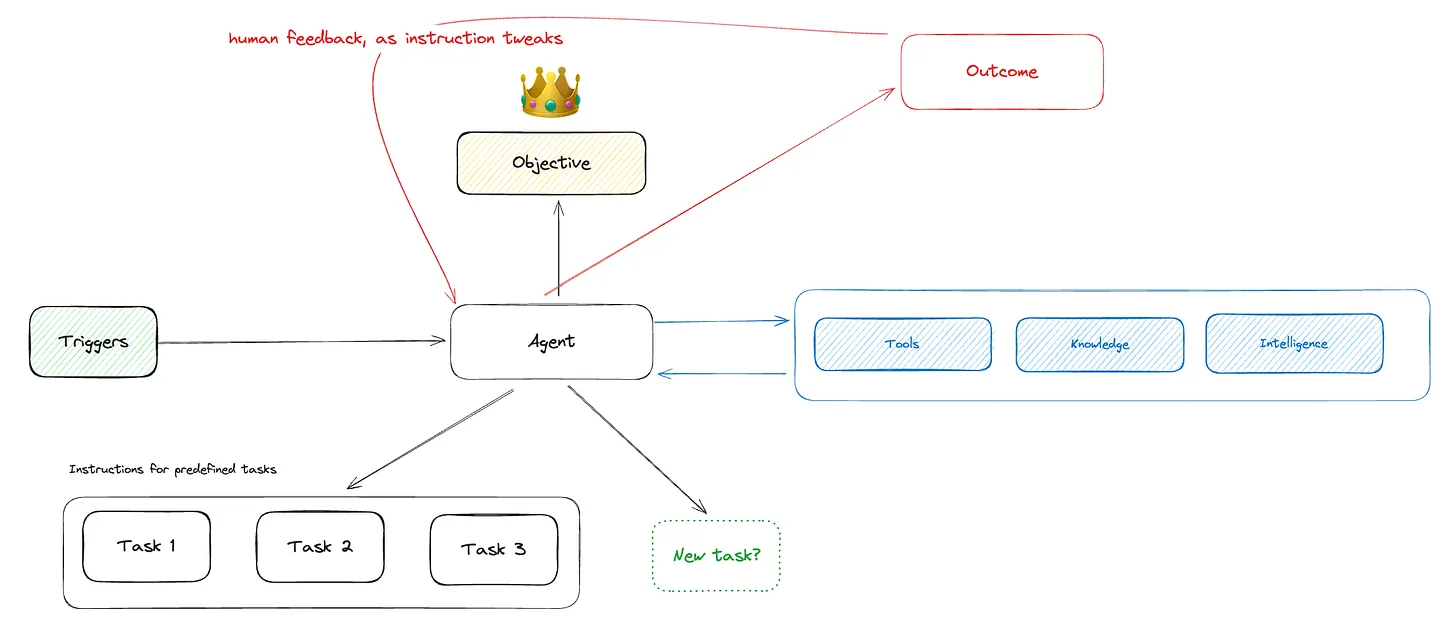 human feedback, as instruction tweaks
Outcome
Objective
Triggers
Agent
Tools
Knowledge
Intelligence
Instructions for predefined tasks
Task 1
Task 2
Task 3
New task?